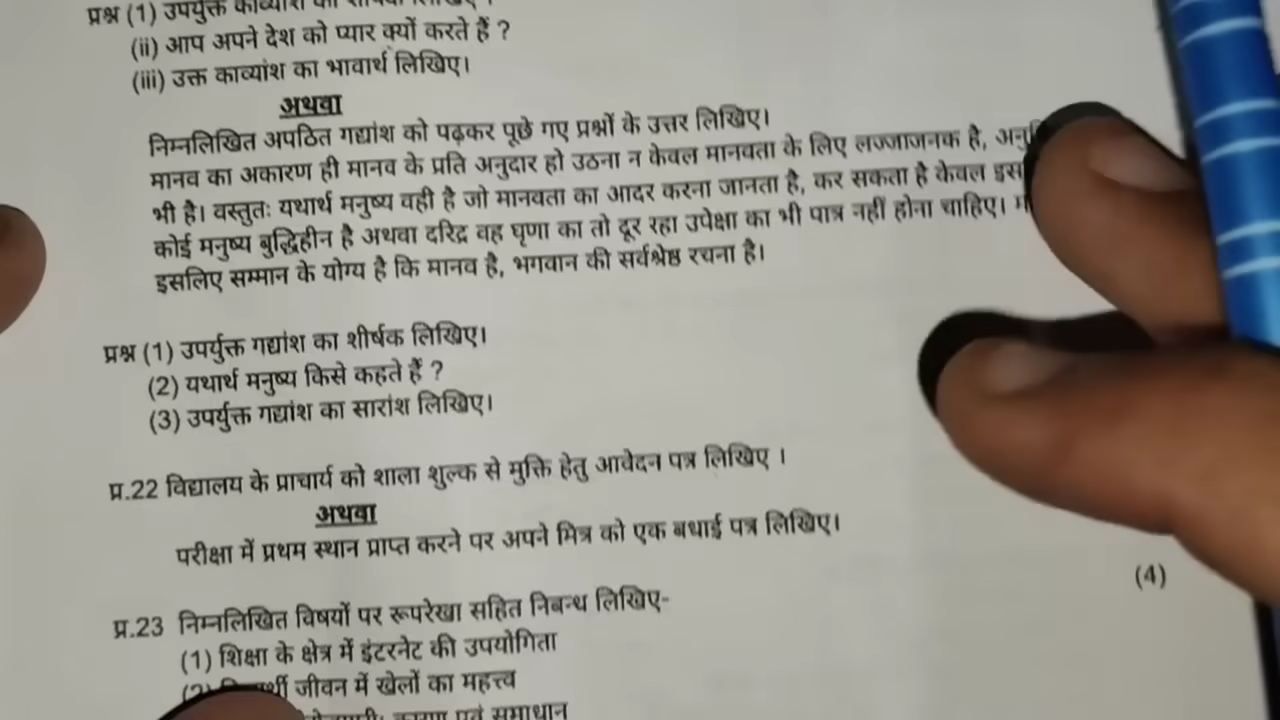 प्रश्न (1) उपर्युक्त काव्यांश का शीर्षक लिखिए।
(ii) आप अपने देश को प्यार क्यों करते हैं ?
(iii) उक्त काव्यांश का भावार्थ लिखिए।
अथवा
निम्नलिखित अपठित गद्यांश को पढ़कर पूछे गए प्रश्नों के उत्तर लिखिए।
मानव का अकारण ही मानव के प्रति अनुदार हो उठना न केवल मानवता के लिए लज्जाजनक है,
भी है। वस्तुतः यथार्थ मनुष्य वही है जो मानवता का आदर करना जानता है, कर सकता है केवल इस
कोई मनुष्य बुद्धिहीन है अथवा दरिद्र वह घृणा का तो दूर रहा उपेक्षा का भी पात्र नहीं होना चाहिए।
इसलिए सम्मान के योग्य है कि मानव है, भगवान की सर्वश्रेष्ठ रचना है।
प्रश्न (1) उपर्युक्त गद्यांश का शीर्षक लिखिए।
(2) यथार्थ मनुष्य किसे कहते हैं ?
(3) उपर्युक्त गद्यांश का सारांश लिखिए।
प्र.22 विद्यालय के प्राचार्य को शाला शुल्क से मुक्ति हेतु आवेदन पत्र लिखिए ।
अथवा
परीक्षा में प्रथम स्थान प्राप्त करने पर अपने मित्र को एक बधाई पत्र लिखिए।
(4)
प्र.23 निम्नलिखित विषयों पर रूपरेखा सहित निबन्ध लिखिए-
(1) शिक्षा के क्षेत्र में इंटरनेट की उपयोगिता
(2) जीवन में खेलों का महत्त्व
कारण एवं समाधान